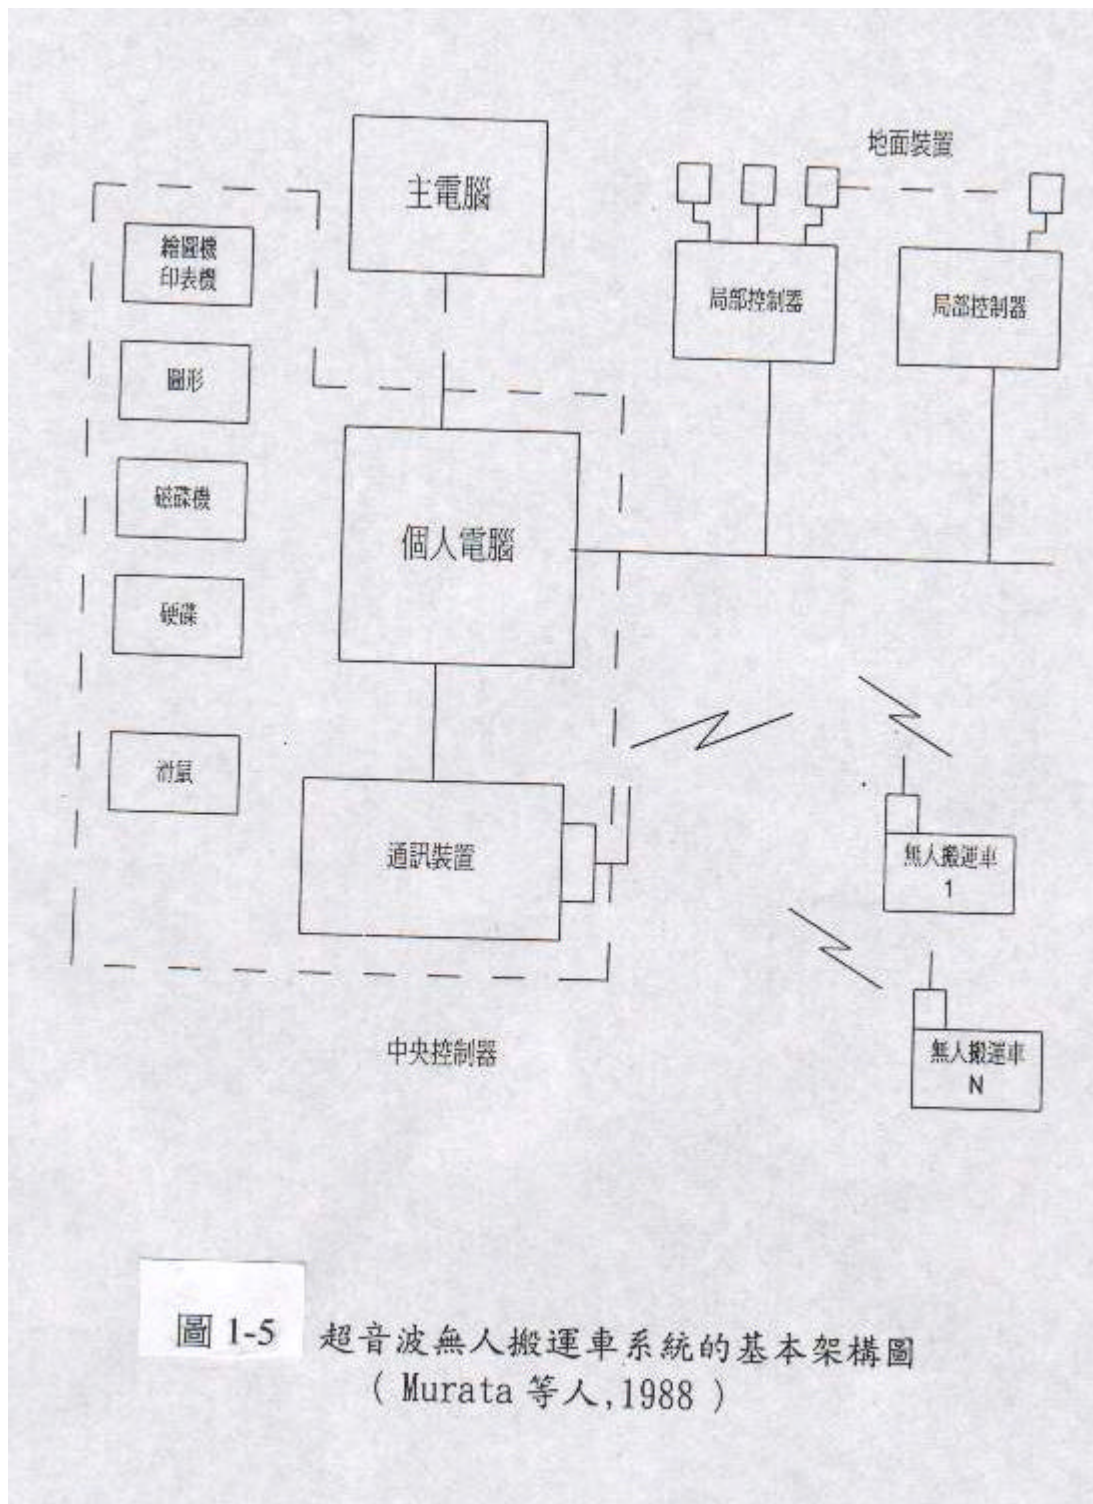 地面裝置
主電腦
繪圖機
印表機
局部控制器
局部控制器
圖形
磁碟機
個人電腦
硬碟
滑鼠
通訊裝置
無人搬運車
1
中央控制器
無人搬運車
N
圖 1-5 超音波無人搬運車系統的基本架構圖
( Murata 等人,1988 )